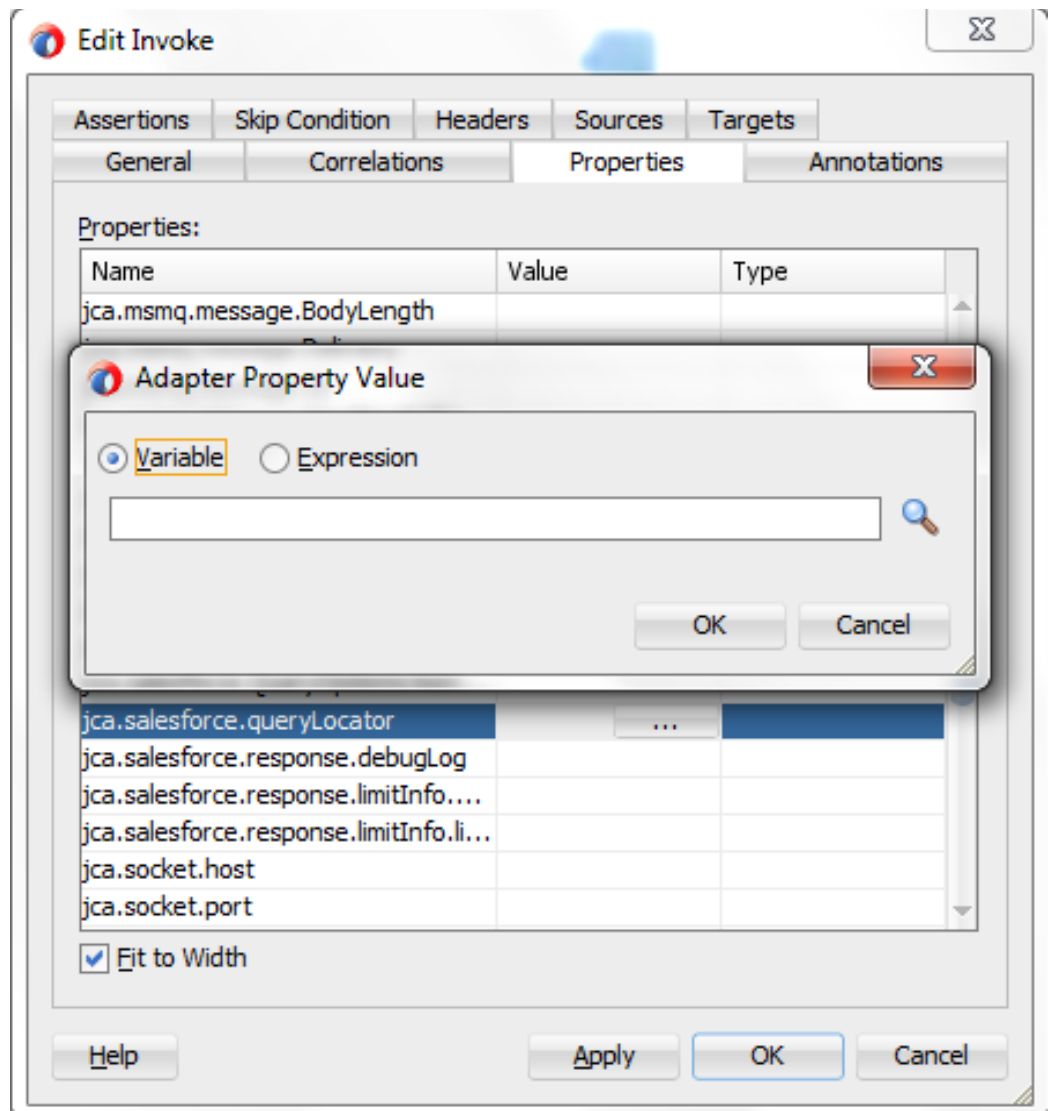 Edit Invoke
Assertions Skip Condition Headers Sources Targets
General Correlations Properties Annotations
Properties:
Name Value Type
jca.msmq.message.BodyLength
Adapter Property Value
Variable Expression
OK Cancel
jca.salesforce.queryLocator ...
jca.salesforce.response.debugLog
jca.salesforce.response.limitInfo....
jca.salesforce.response.limitInfo.li...
jca.socket.host
jca.socket.port
Fit to Width
Help Apply OK Cancel